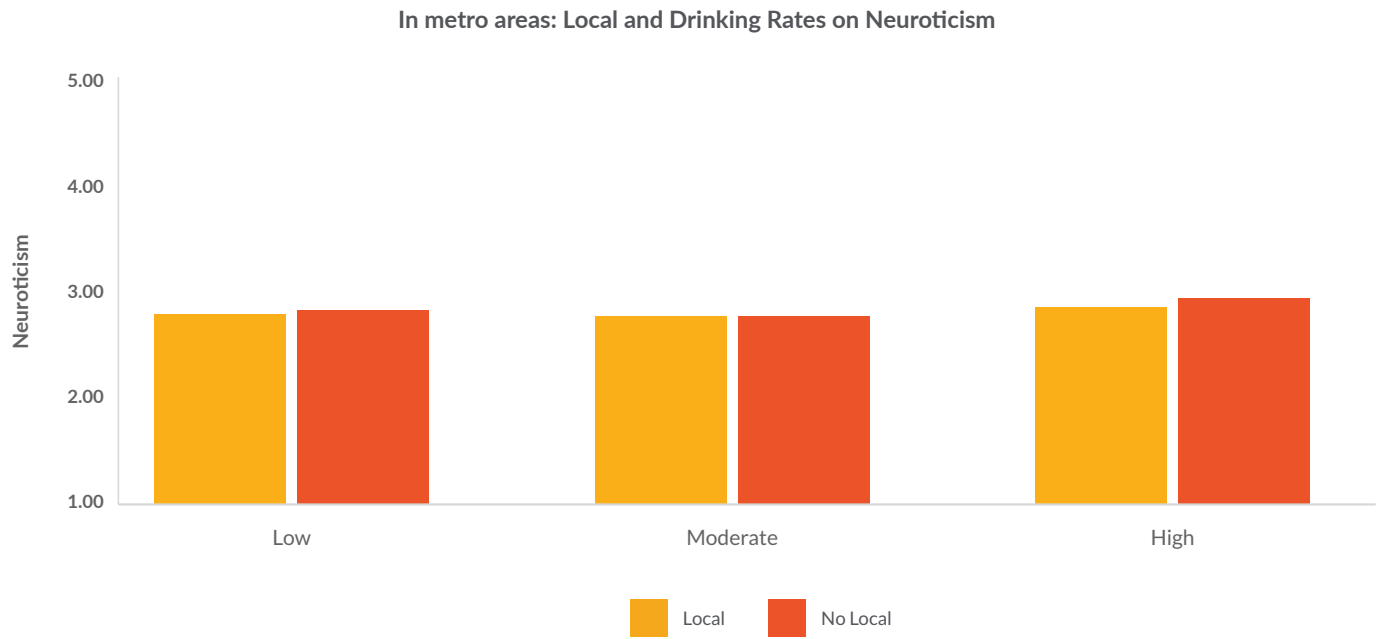 In metro areas: Local and Drinking Rates on Neuroticism
5.00
4.00
3.00
2.00
1.00
Neuroticism
Low Moderate High
Local No Local